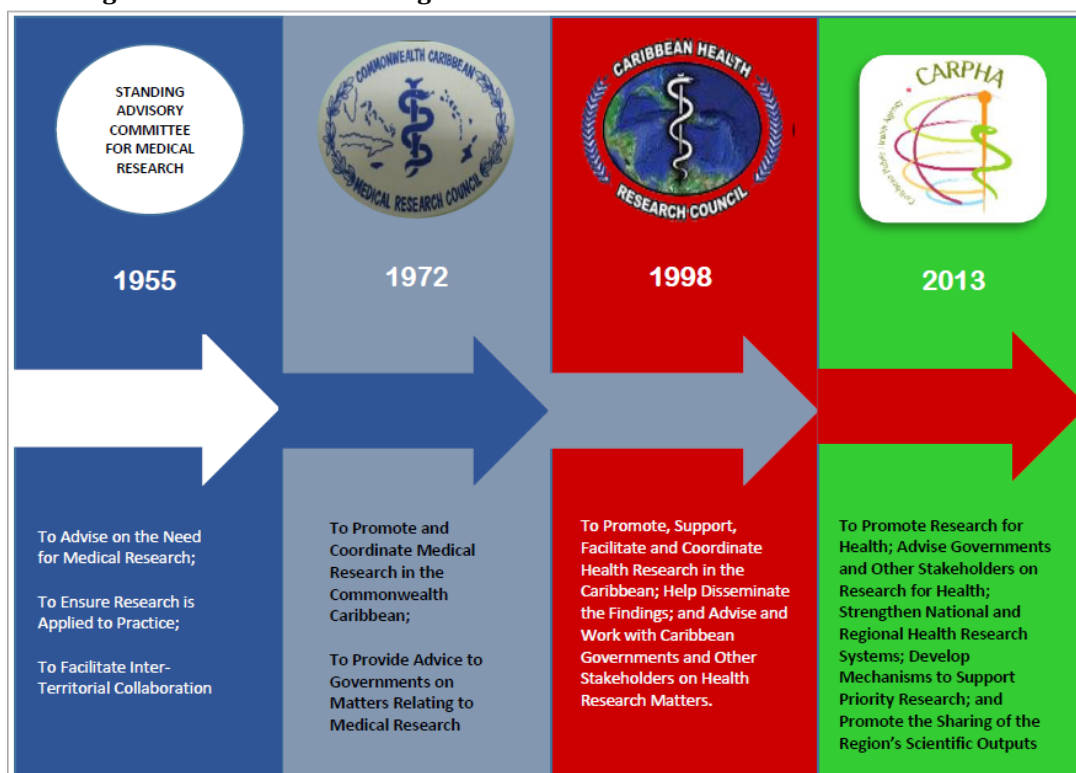 STANDING
ADVISORY
COMMITTEE
FOR MEDICAL
RESEARCH
1955
To Advise on the Need
for Medical Research;
To Ensure Research is
Applied to Practice;
To Facilitate Inter-
Territorial Collaboration
COMMONWEALTH CARIBBEAN
MEDICAL RESEARCH COUNCIL
1972
To Promote and
Coordinate Medical
Research in the
Commonwealth
Caribbean;
To Provide Advice to
Governments on
Matters Relating to
Medical Research
CARIBBEAN HEALTH
RESEARCH COUNCIL
1998
To Promote, Support,
Facilitate and Coordinate
Health Research in the
Caribbean; Help Disseminate
the Findings; and Advise and
Work with Caribbean
Governments and Other
Stakeholders on Health
Research Matters.
CARPHA
Caribbean Public Health Agency
2013
To Promote Research for
Health; Advise Governments
and Other Stakeholders on
Research for Health;
Strengthen National and
Regional Health Research
Systems; Develop
Mechanisms to Support
Priority Research; and
Promote the Sharing of the
Region's Scientific Outputs